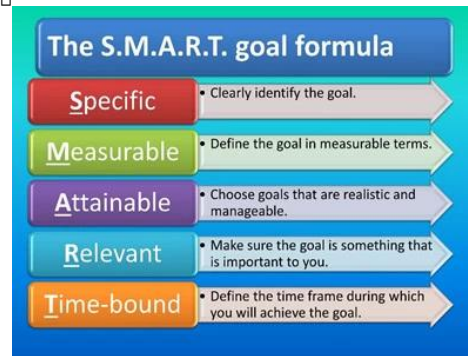 The S.M.A.R.T. goal formula
Specific
• Clearly identify the goal.
Measurable
• Define the goal in measurable terms.
Attainable
• Choose goals that are realistic and
manageable.
Relevant
• Make sure the goal is something that
is important to you.
Time-bound
• Define the time frame during which
you will achieve the goal.